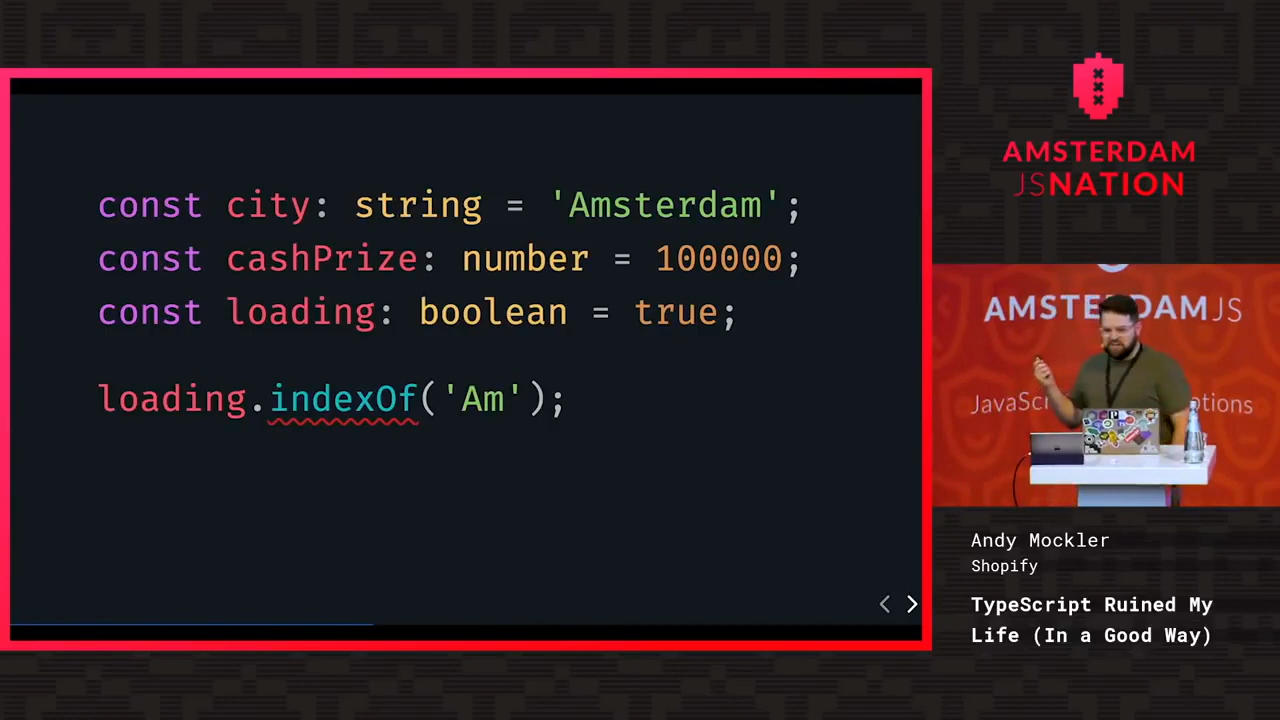 const city: string = 'Amsterdam';
const cashPrize: number = 100000;
const loading: boolean = true;
loading.indexOf('Am');
AMSTERDAM
JSNATION
AMSTERDAMJS
JavaSc
Andy Mockler
Shopify
TypeScript Ruined My
Life (In a Good Way)